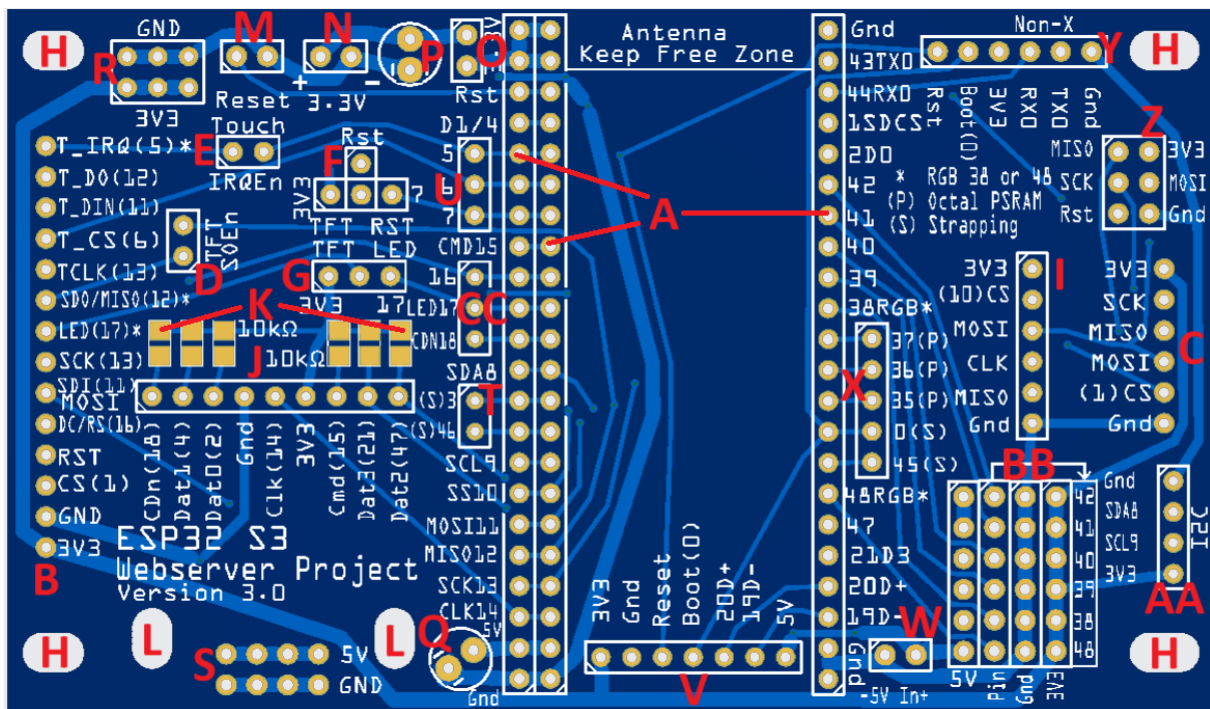 H
GND
R
3V3
M
Reset
N
+ -
3.3V
P
O
3V
Rst
D1/4
5
6
7
CMD15
16
LED17
CDN18
SDA8
(S)3
(S)46
SCL9
SS10
MOSI11
MISO12
SCK13
CLK14
5V
Gnd
Antenna
Keep Free Zone
A
Touch
E
IRQEn
Rst
F
3V3
7
TFT RST
U
TFT LED
G
3V3
17
CC
T
T_IRQ(5)*
T_DO(12)
T_DIN(11)
T_CS(6)
TCLK(13)
SDO/MISO(12)*
LED(17)*
SCK(13)
SDI(11)
MOSI
DC/RS(16)
RST
CS(1)
GND
3V3
B
TFT
SOEn
D
K
10kΩ
J
10kΩ
CDn(18)
Dat1(4)
Dat0(2)
Gnd
Clk(14)
3V3
Cmd(15)
Dat3(21)
Dat2(47)
ESP32 S3
Webserver Project
Version 3.0
H
L
L
S
5V
GND
Q
3V3
Gnd
Reset
Boot(0)
20D+
19D-
5V
V
Gnd
43TX0
44RX0
1SDCS
2D0
42
41
40
39
38RGB*
37(P)
36(P)
35(P)
0(S)
45(S)
48RGB*
47
21D3
20D+
19D-
Gnd
X
W
-5V In+
Non-X
Y
H
Rst
Boot(0)
3V3
RX0
TX0
Gnd
* RGB 38 or 48
(P) Octal PSRAM
(S) Strapping
Z
MISO 3V3
SCK MOSI
Rst Gnd
I
3V3
(10)CS
MOSI
CLK
MISO
Gnd
3V3
SCK
MISO
MOSI
(1)CS
Gnd
C
BB
42
41
40
39
38
48
5V
Pin
Gnd
3V3
Gnd
SDA8
SCL9
3V3
I2C
AA
H